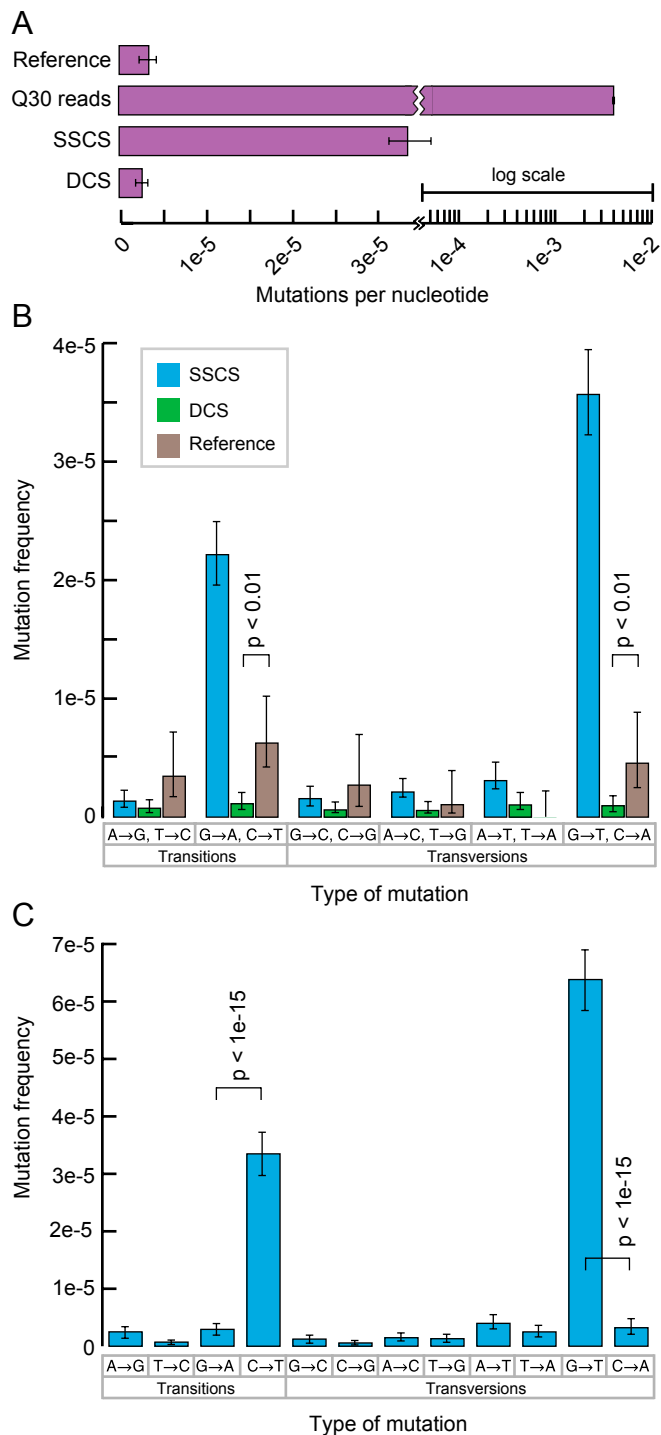 A
Reference
Q30 reads
SSCS
DCS
log scale
0 1e-5 2e-5 3e-5 1e-4 1e-3 1e-2
Mutations per nucleotide
B
4e-5
3e-5
2e-5
1e-5
0
Mutation frequency
SSCS
DCS
Reference
p < 0.01
p < 0.01
A→G, T→C G→A, C→T G→C, C→G A→C, T→G A→T, T→A G→T, C→A
Transitions Transversions
Type of mutation
C
7e-5
6e-5
5e-5
4e-5
3e-5
2e-5
1e-5
0
Mutation frequency
p < 1e-15
p < 1e-15
A→G T→C G→A C→T G→C C→G A→C T→G A→T T→A G→T C→A
Transitions Transversions
Type of mutation